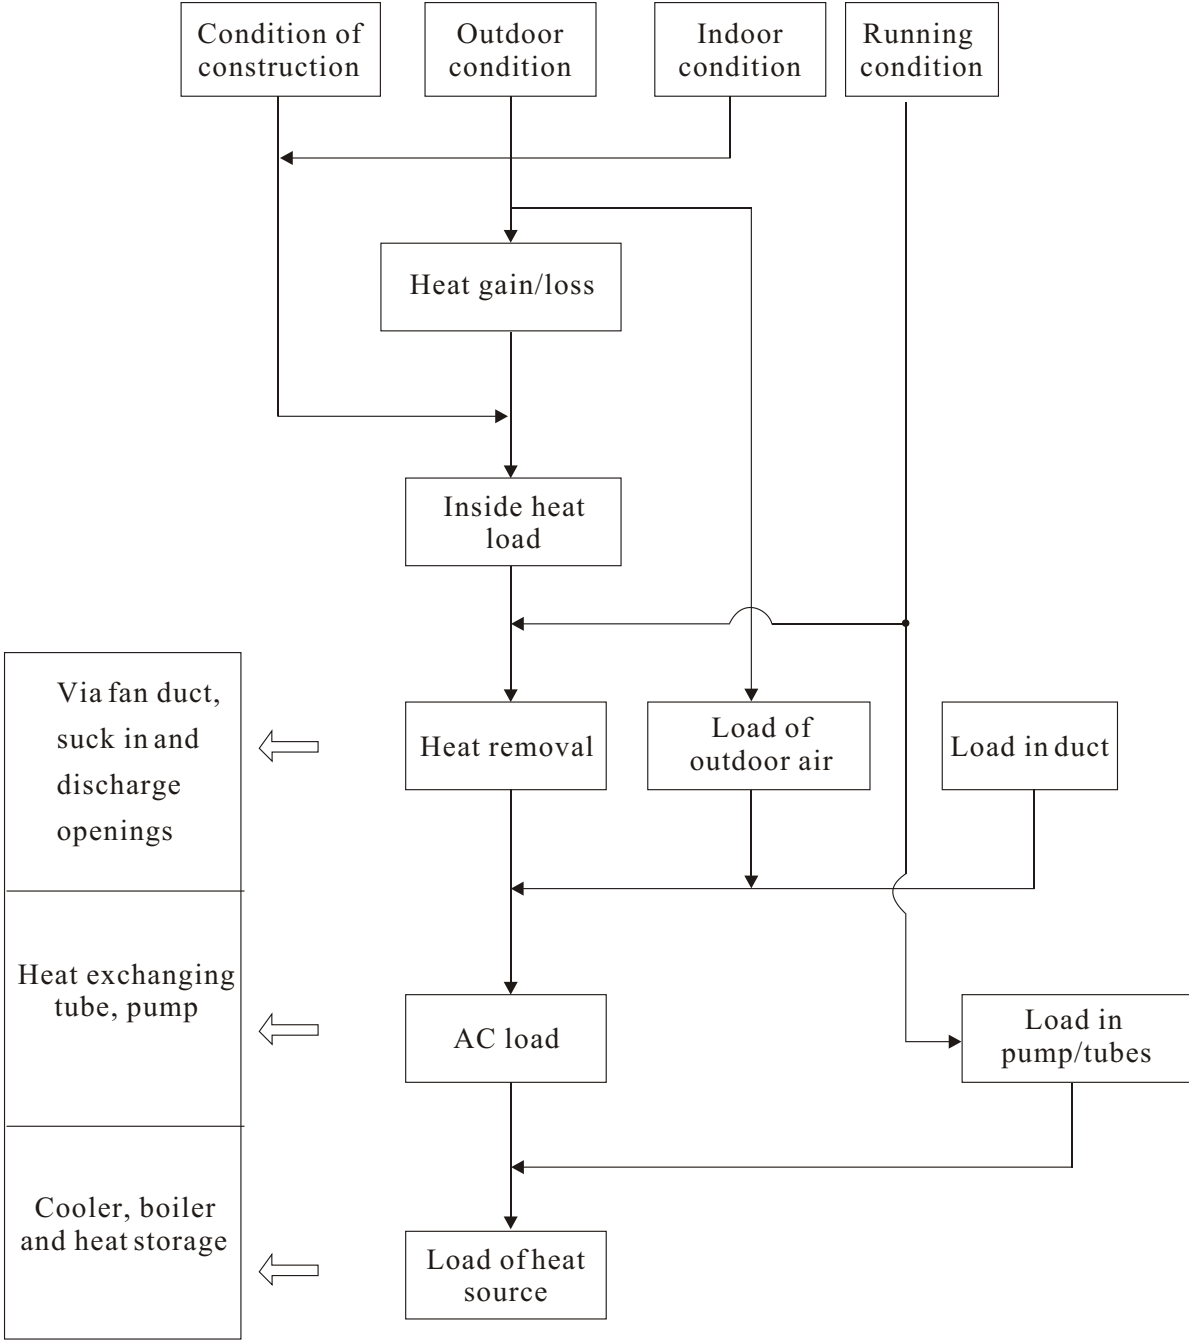 Condition of
construction
Outdoor
condition
Indoor
condition
Running
condition
Heat gain/loss
Inside heat
load
Via fan duct,
suck in and
discharge
openings
Heat removal
Load of
outdoor air
Load in duct
Heat exchanging
tube, pump
AC load
Load in
pump/tubes
Cooler, boiler
and heat storage
Load of heat
source